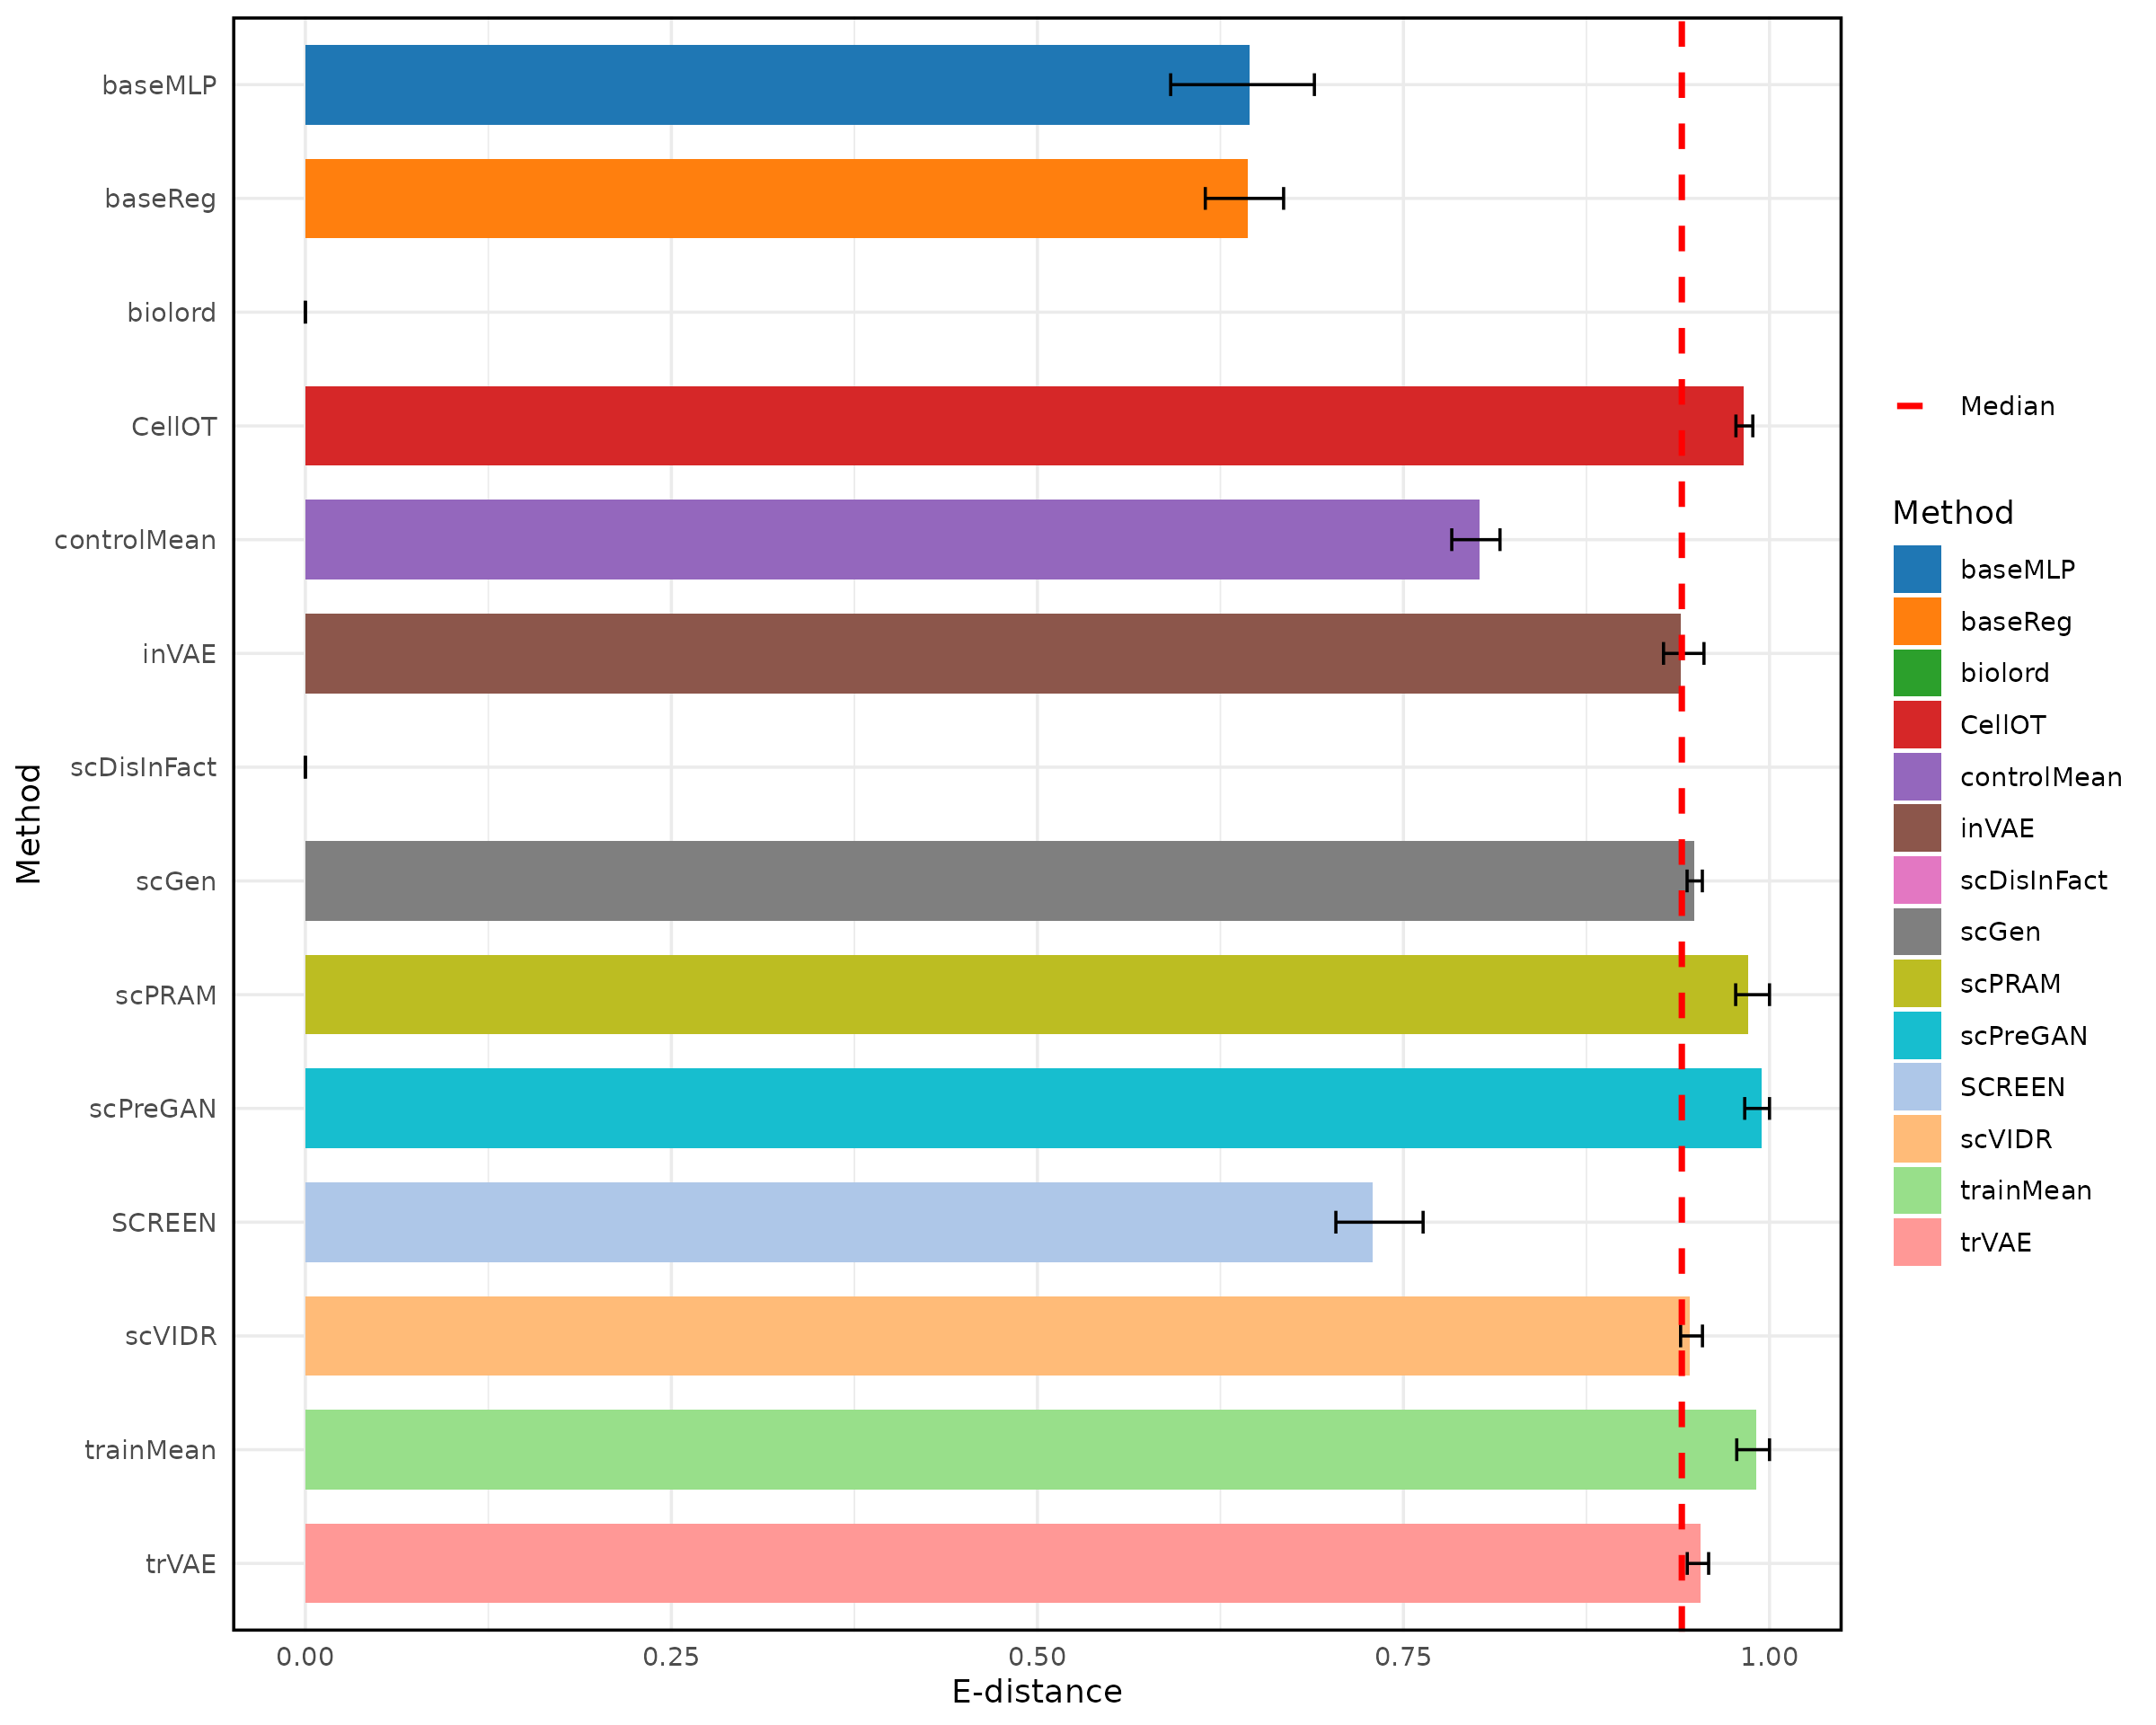 baseMLP
baseReg
biolord
CellOT
controlMean
inVAE
scDisInFact
scGen
scPRAM
scPreGAN
SCREEN
scVIDR
trainMean
trVAE
Method
0.00 0.25 0.50 0.75 1.00
E-distance
Median
Method
baseMLP
baseReg
biolord
CellOT
controlMean
inVAE
scDisInFact
scGen
scPRAM
scPreGAN
SCREEN
scVIDR
trainMean
trVAE